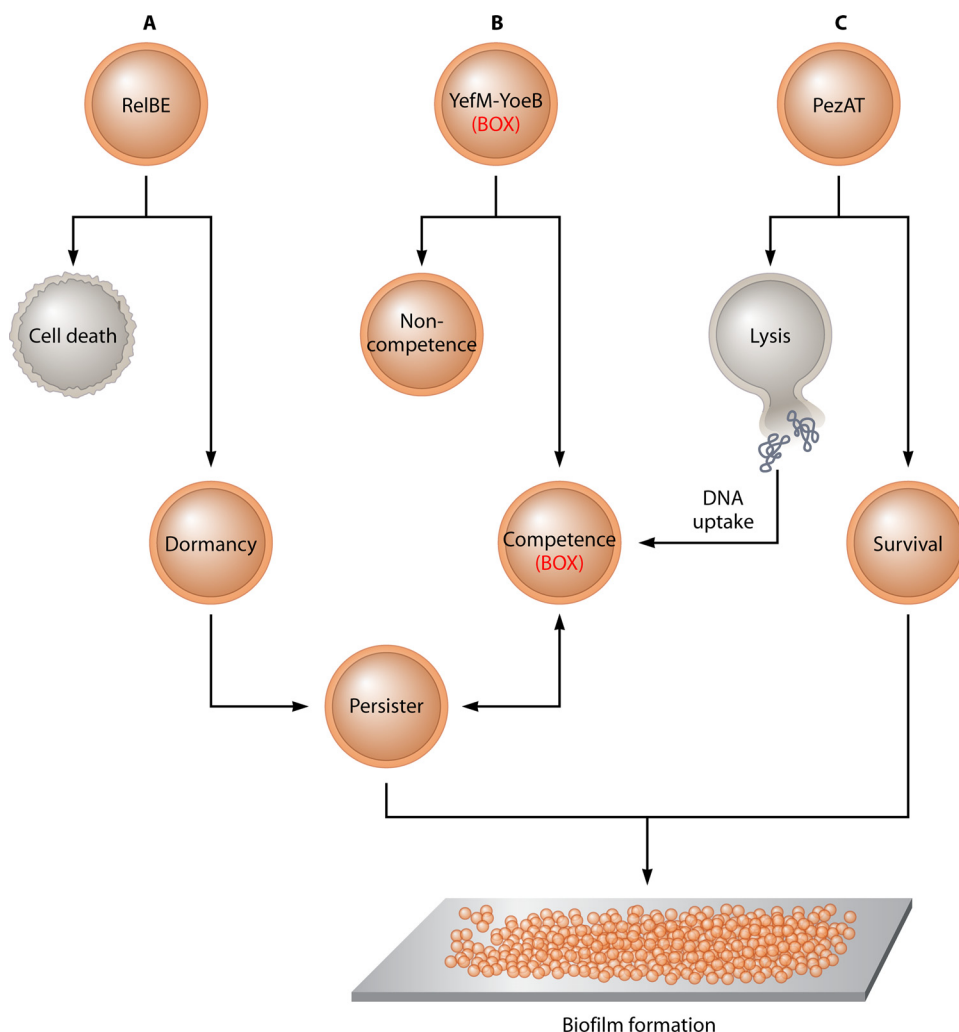 A
B
C
RelBE
YefM-YoeB
(BOX)
PezAT
Cell death
Non-
competence
Lysis
DNA
uptake
Dormancy
Competence
(BOX)
Survival
Persister
Biofilm formation